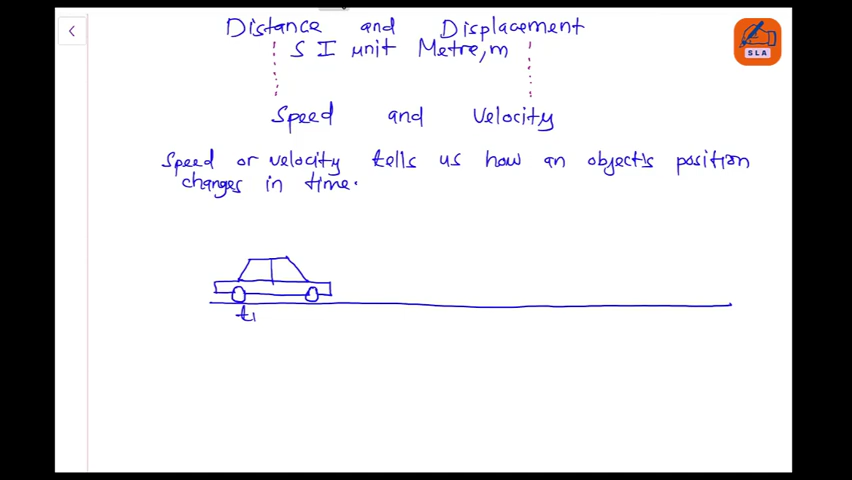 Distance and Displacement
S I unit Metre, m
SLA
Speed and Velocity
Speed or velocity tells us how an object's position
changes in time.
t1